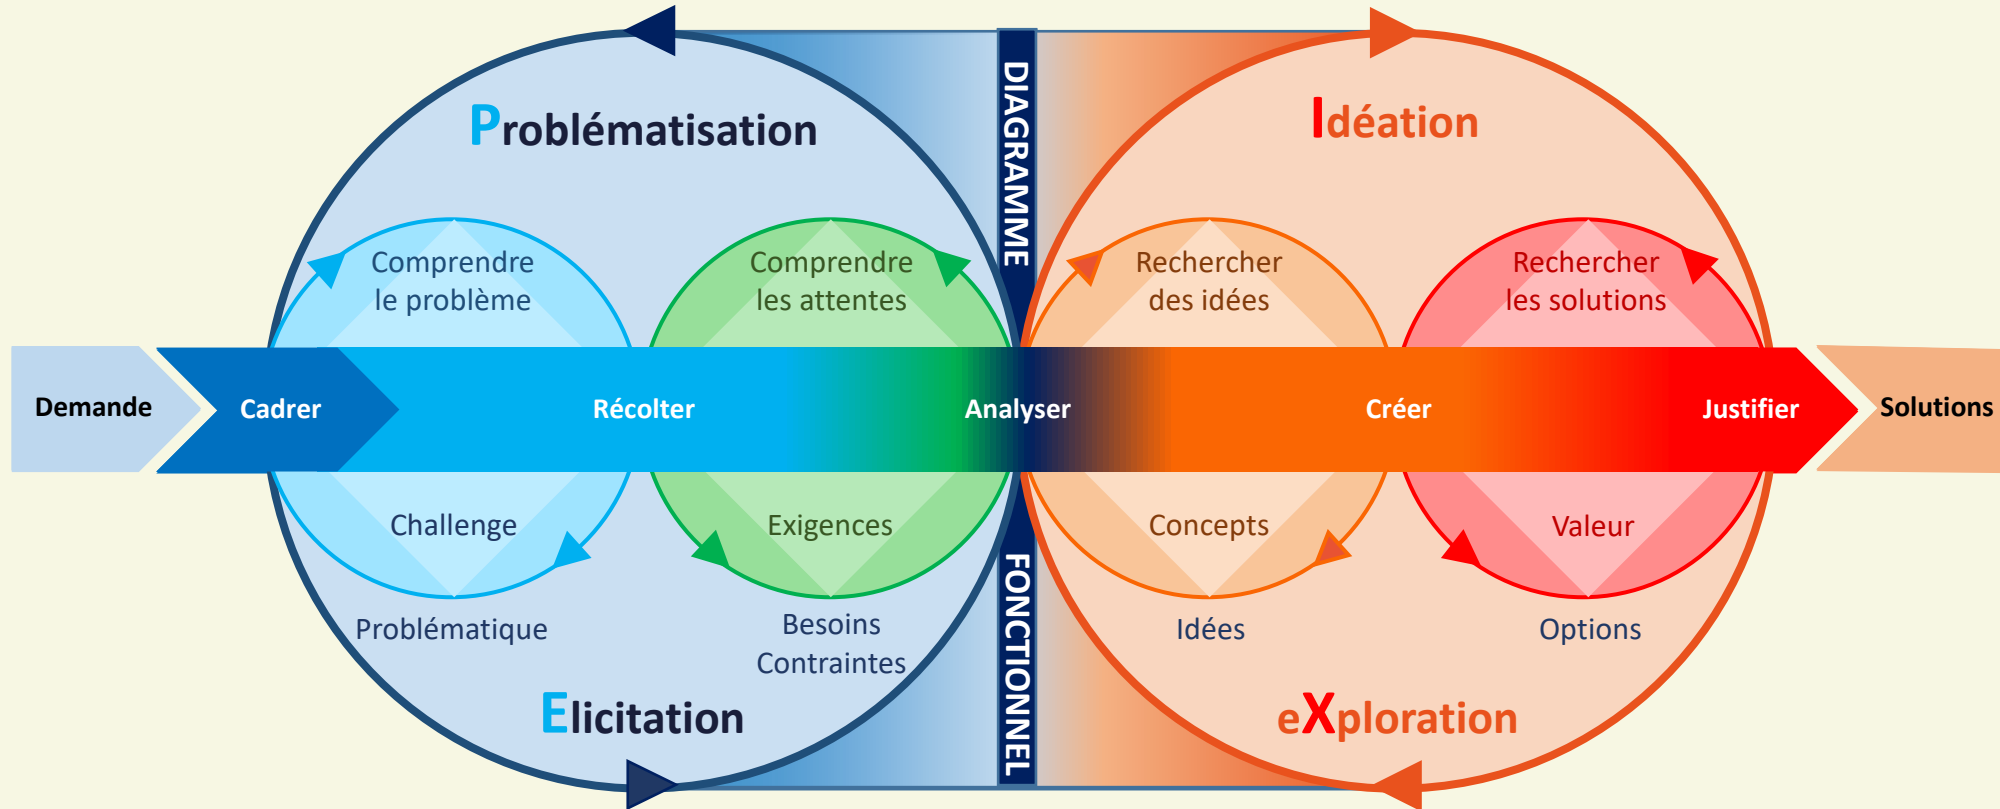 Problématisation
Idéation
DIAGRAMME
Comprendre
le problème
Comprendre
les attentes
Rechercher
des idées
Rechercher
les solutions
Demande
Cadrer
Récolter
Analyser
Créer
Justifier
Solutions
Challenge
Exigences
Concepts
Valeur
Problématique
Besoins
Contraintes
Idées
Options
FONCTIONNEL
Elicitation
eXploration